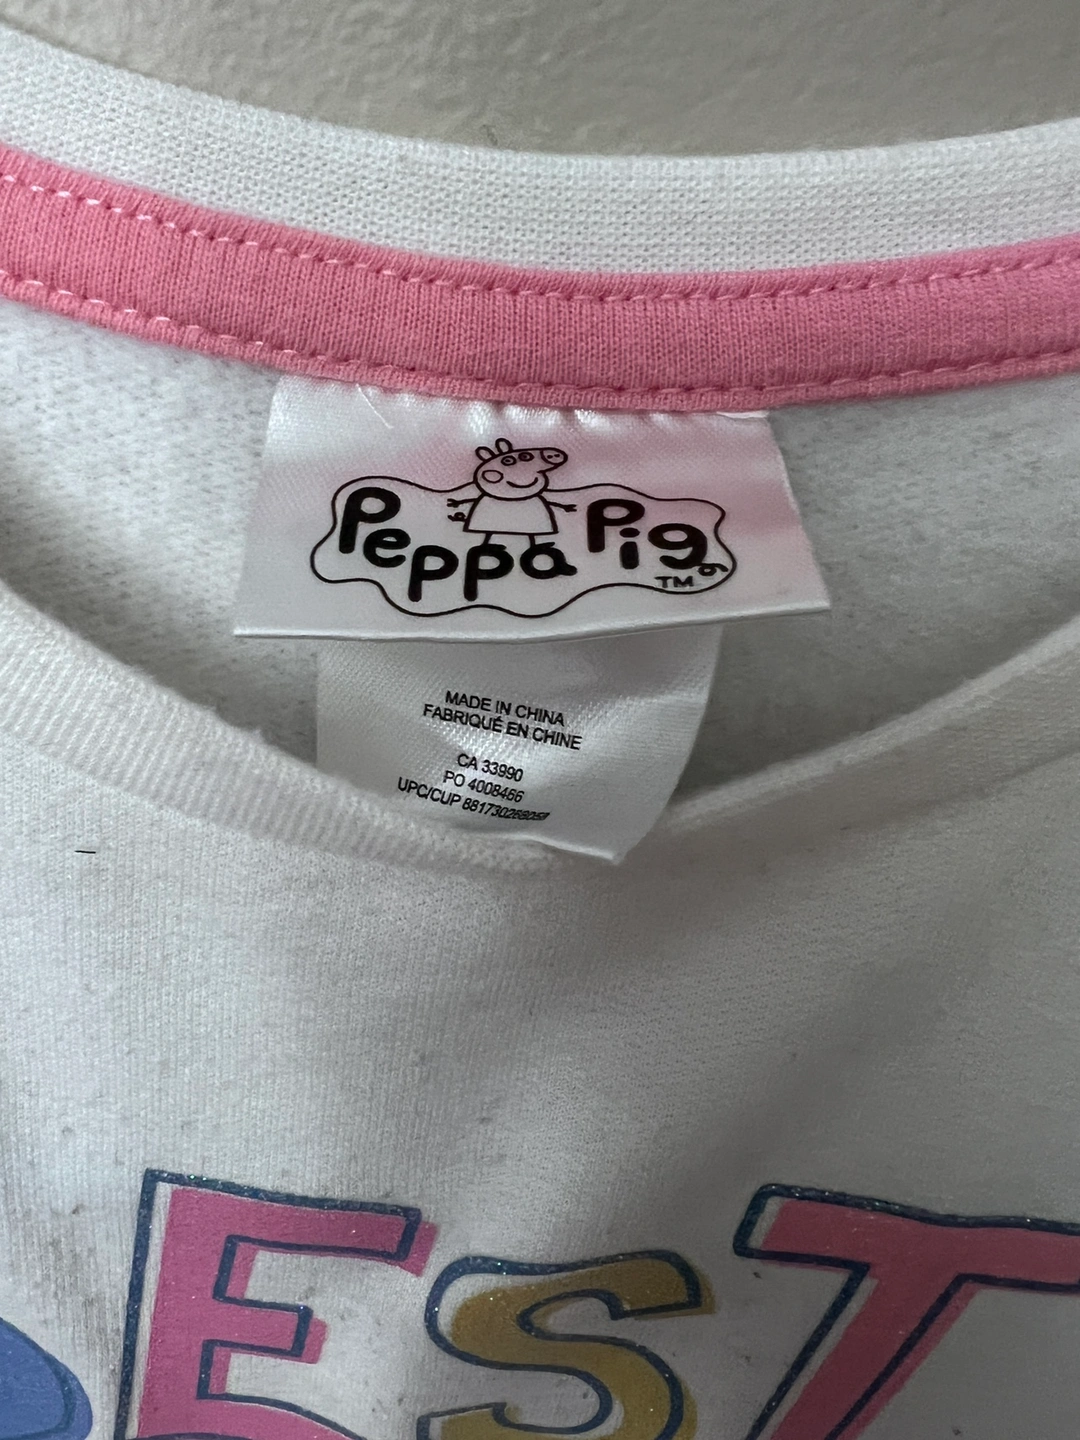 Peppa Pig
TM
MADE IN CHINA
FABRIQUÉ EN CHINE
CA 33990
PO 4008466
UPC/CUP
EST